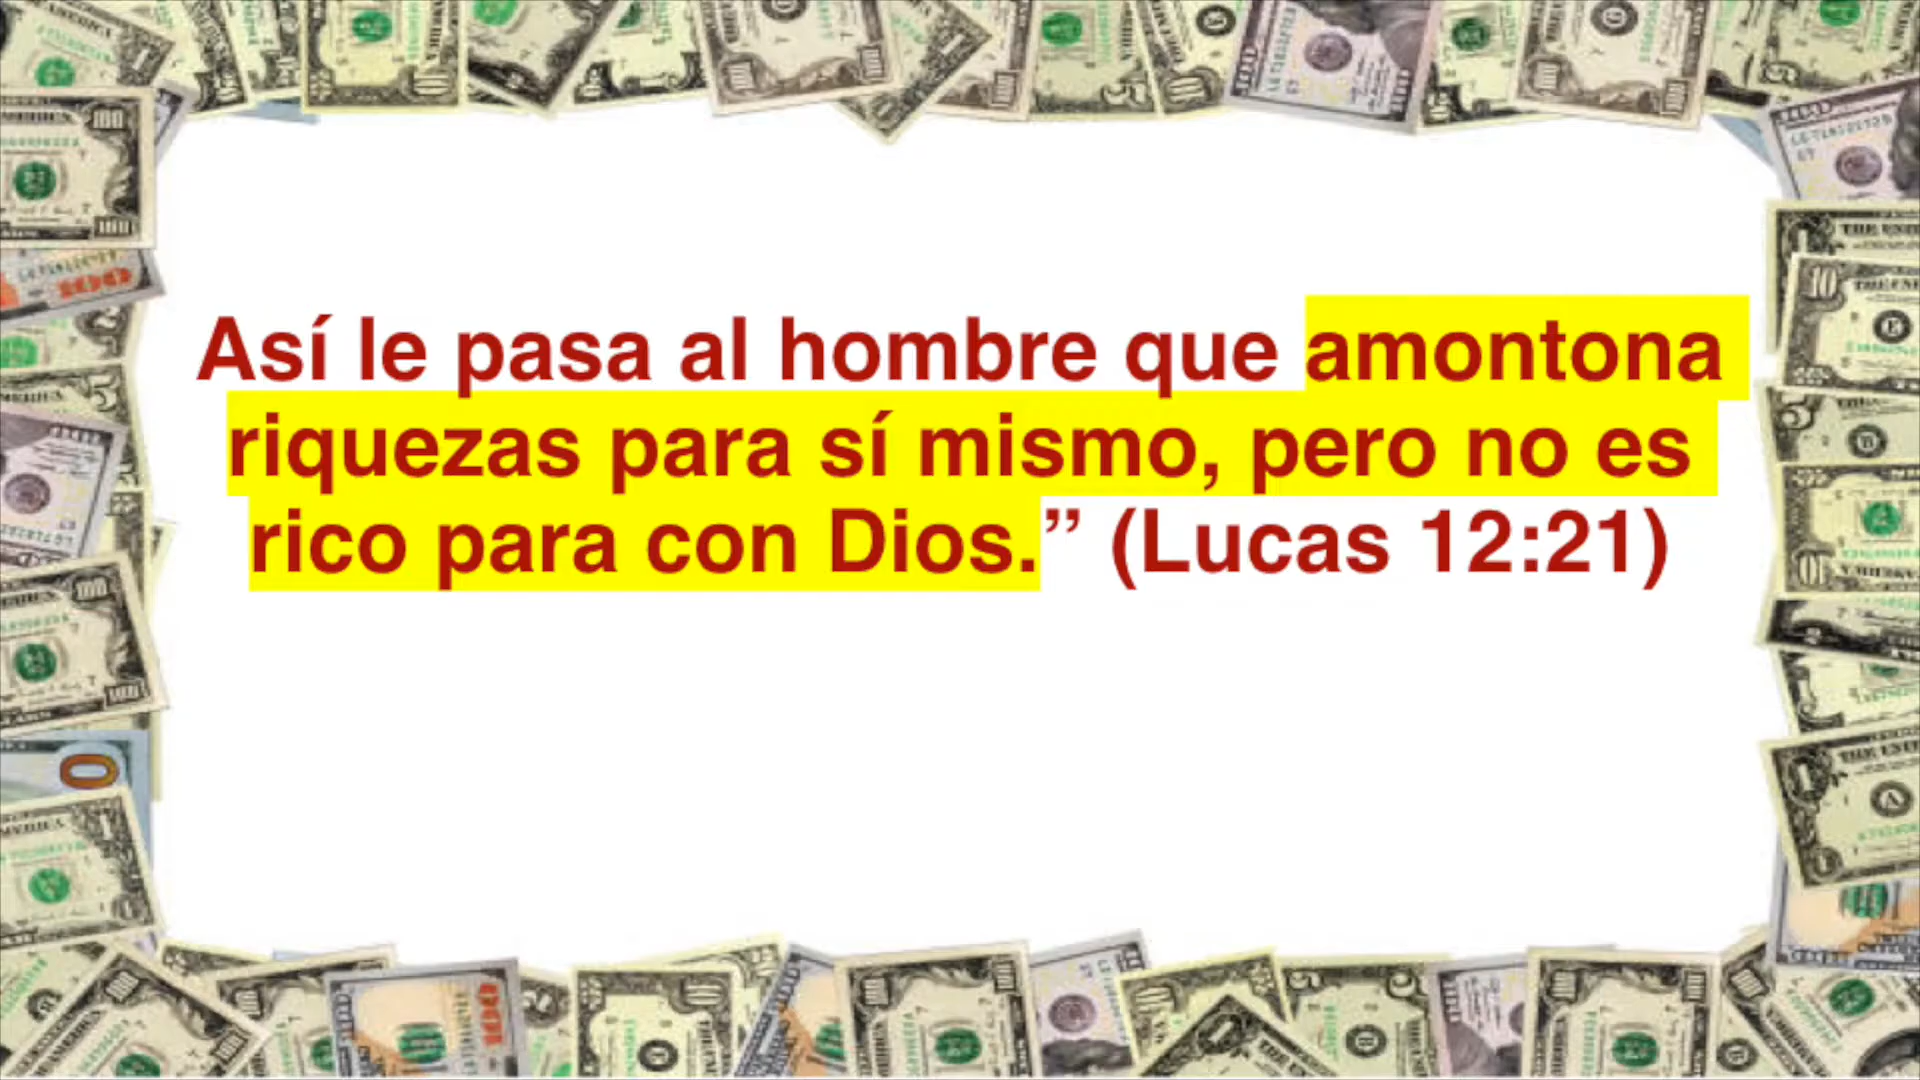 Así le pasa al hombre que amontona
riquezas para sí mismo, pero no es
rico para con Dios.” (Lucas 12:21)